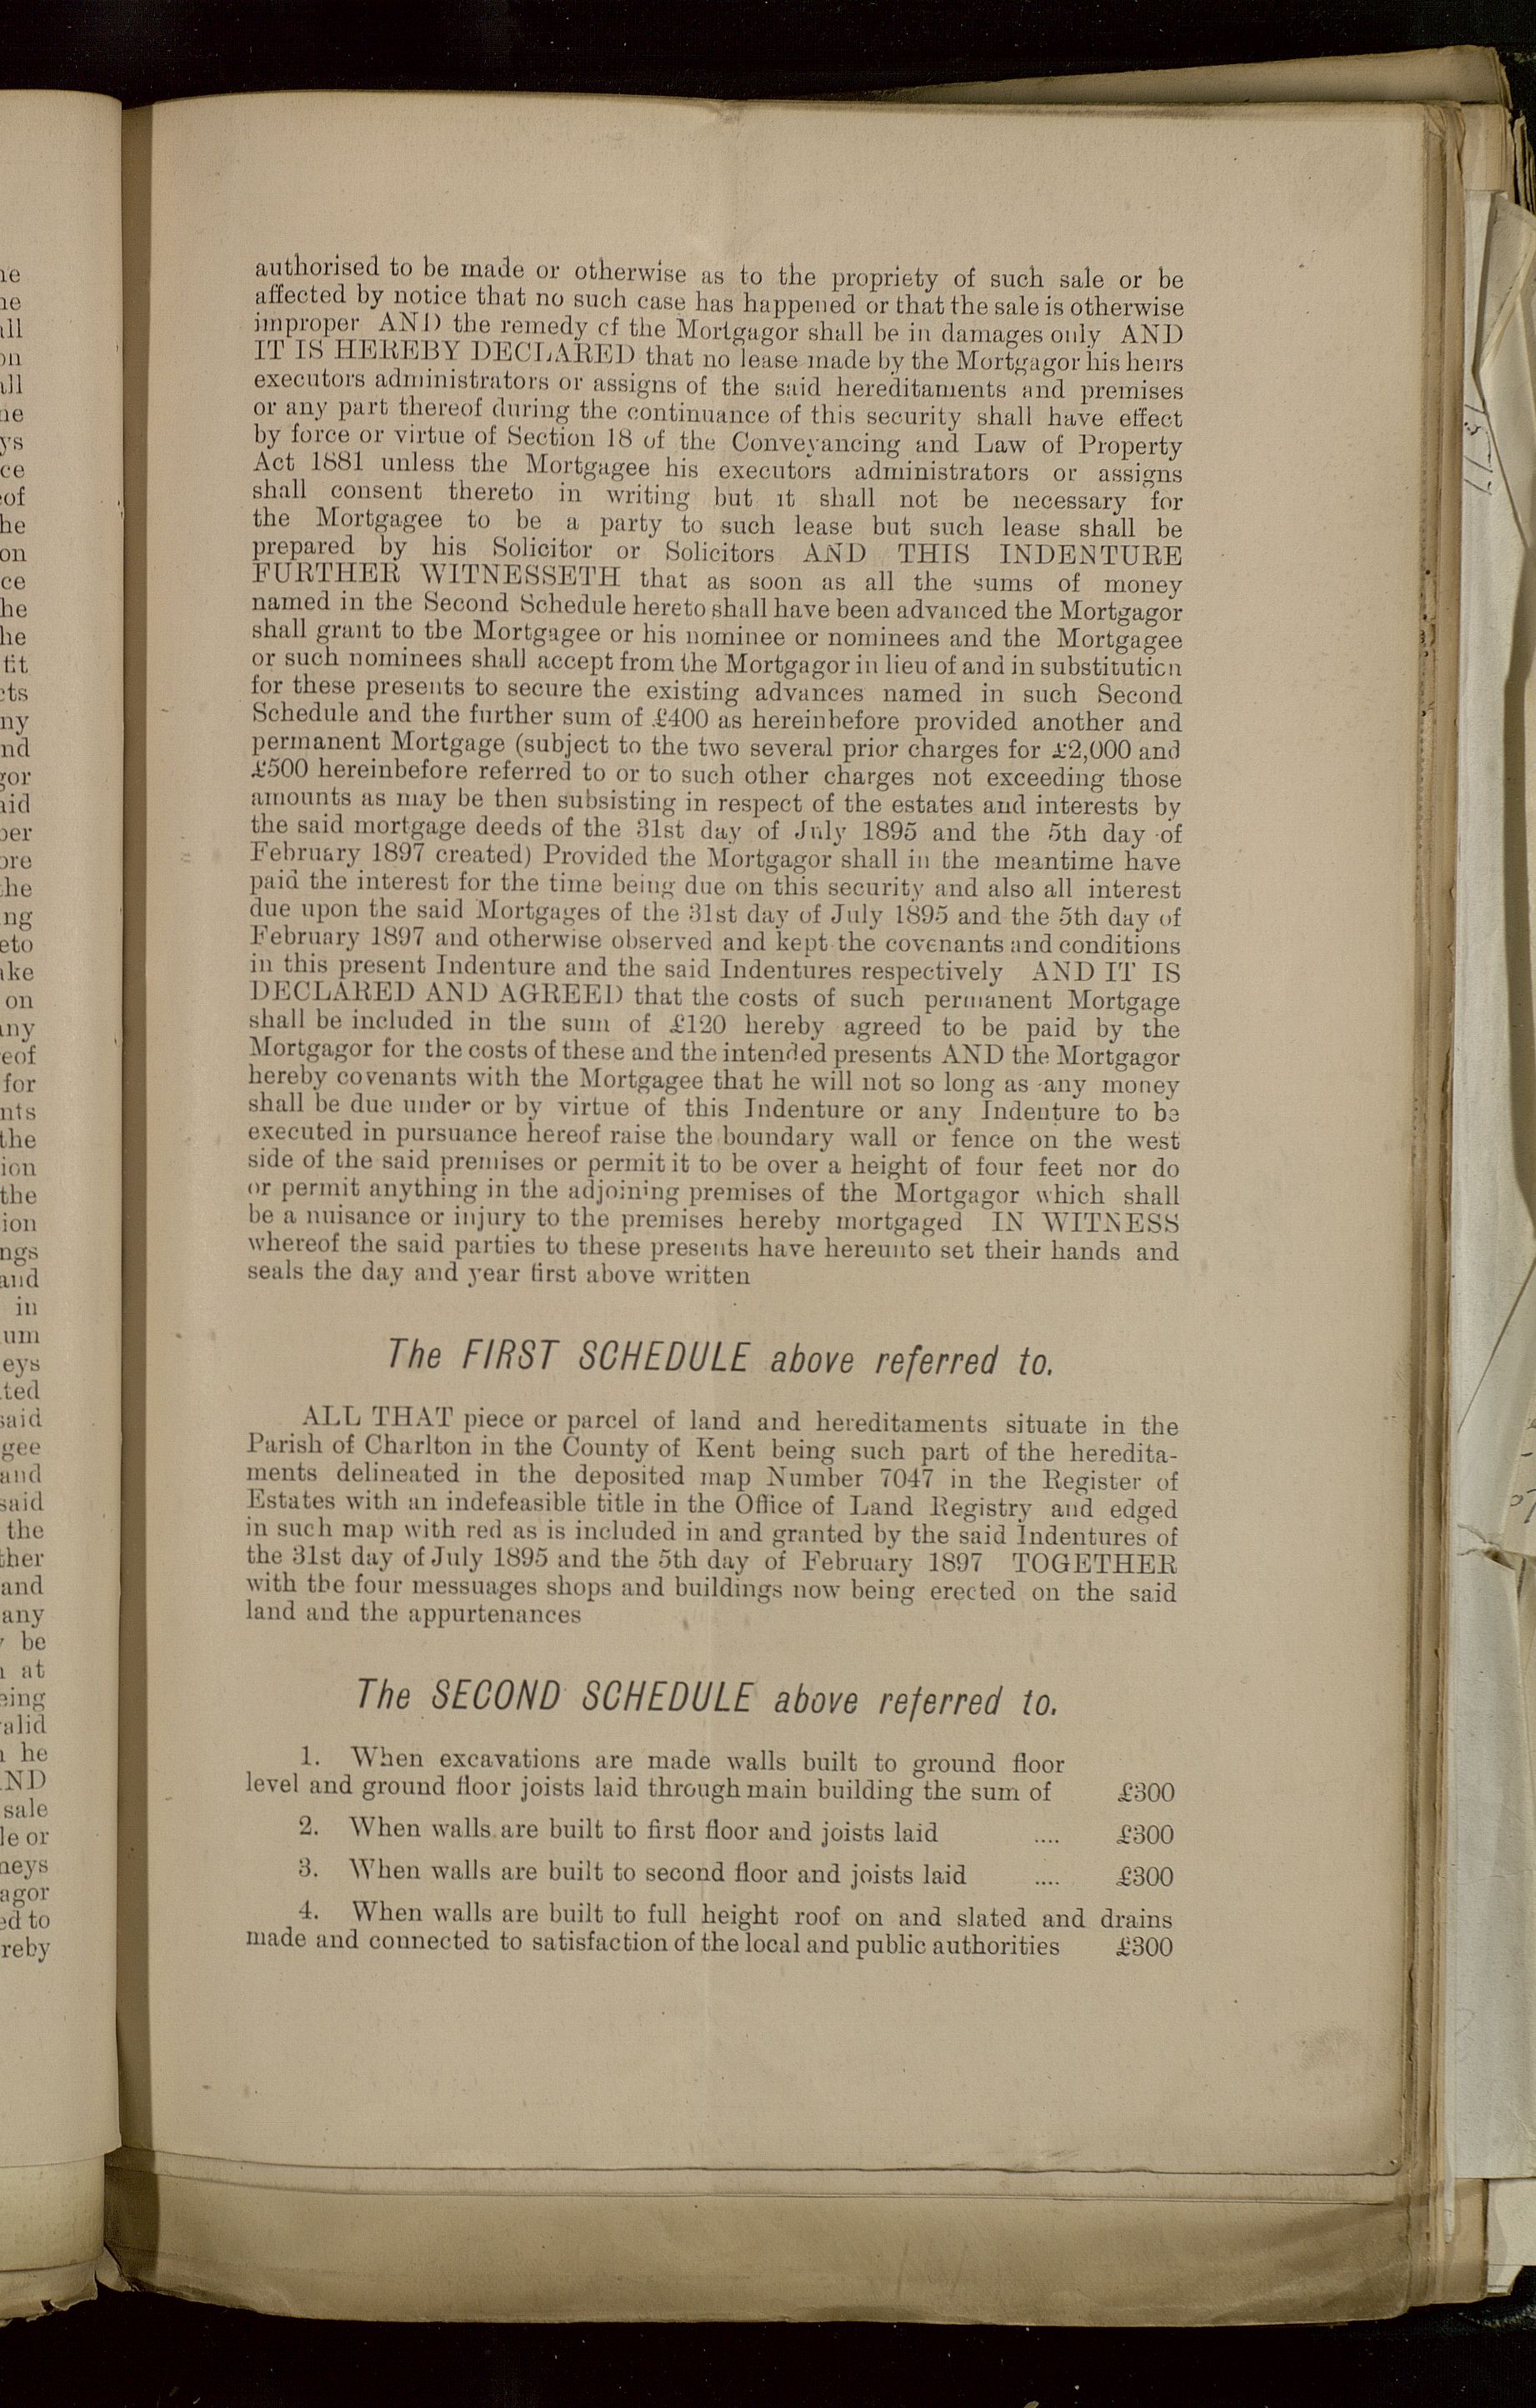 authorised to be made or otherwise as to the propriety of such sale or be
affected by notice that no such case has happened or that the sale is otherwise
improper AND the remedy of the Mortgagor shall be in damages only AND
IT IS HEREBY DECLARED that no lease made by the Mortgagor his heirs
executors administrators or assigns of the said hereditaments and premises
or any part thereof during the continuance of this security shall have effect
by force or virtue of Section 18 of the Conveyancing and Law of Property
Act 1881 unless the Mortgagee his executors administrators or assigns
shall consent thereto in writing but it shall not be necessary for
the Mortgagee to be a party to such lease but such lease shall be
prepared by his Solicitor or Solicitors AND THIS INDENTURE
FURTHER WITNESSETH that as soon as all the sums of money
named in the Second Schedule hereto shall have been advanced the Mortgagor
shall grant to the Mortgagee or his nominee or nominees and the Mortgagee
or such nominees shall accept from the Mortgagor in lieu of and in substitution
for these presents to secure the existing advances named in such Second
Schedule and the further sum of £400 as hereinbefore provided another and
permanent Mortgage (subject to the two several prior charges for £2,000 and
£500 hereinbefore referred to or to such other charges not exceeding those
amounts as may be then subsisting in respect of the estates and interests by
the said mortgage deeds of the 31st day of July 1895 and the 5th day of
February 1897 created) Provided the Mortgagor shall in the meantime have
paid the interest for the time being due on this security and also all interest
due upon the said Mortgages of the 31st day of July 1895 and the 5th day of
February 1897 and otherwise observed and kept the covenants and conditions
in this present Indenture and the said Indentures respectively AND IT IS
DECLARED AND AGREED that the costs of such permanent Mortgage
shall be included in the sum of £120 hereby agreed to be paid by the
Mortgagor for the costs of these and the intended presents AND the Mortgagor
hereby covenants with the Mortgagee that he will not so long as any money
shall be due under or by virtue of this Indenture or any Indenture to be
executed in pursuance hereof raise the boundary wall or fence on the west
side of the said premises or permit it to be over a height of four feet nor do
or permit anything in the adjoining premises of the Mortgagor which shall
be a nuisance or injury to the premises hereby mortgaged IN WITNESS
whereof the said parties to these presents have hereunto set their hands and
seals the day and year first above written
The FIRST SCHEDULE above referred to.
ALL THAT piece or parcel of land and hereditaments situate in the
Parish of Charlton in the County of Kent being such part of the heredita-
ments delineated in the deposited map Number 7047 in the Register of
Estates with an indefeasible title in the Office of Land Registry and edged
in such map with red as is included in and granted by the said Indentures of
the 31st day of July 1895 and the 5th day of February 1897 TOGETHER
with the four messuages shops and buildings now being erected on the said
land and the appurtenances
The SECOND SCHEDULE above referred to.
1. When excavations are made walls built to ground floor
level and ground floor joists laid through main building the sum of £300
2. When walls are built to first floor and joists laid .... £300
3. When walls are built to second floor and joists laid .... £300
4. When walls are built to full height roof on and slated and drains
made and connected to satisfaction of the local and public authorities £300